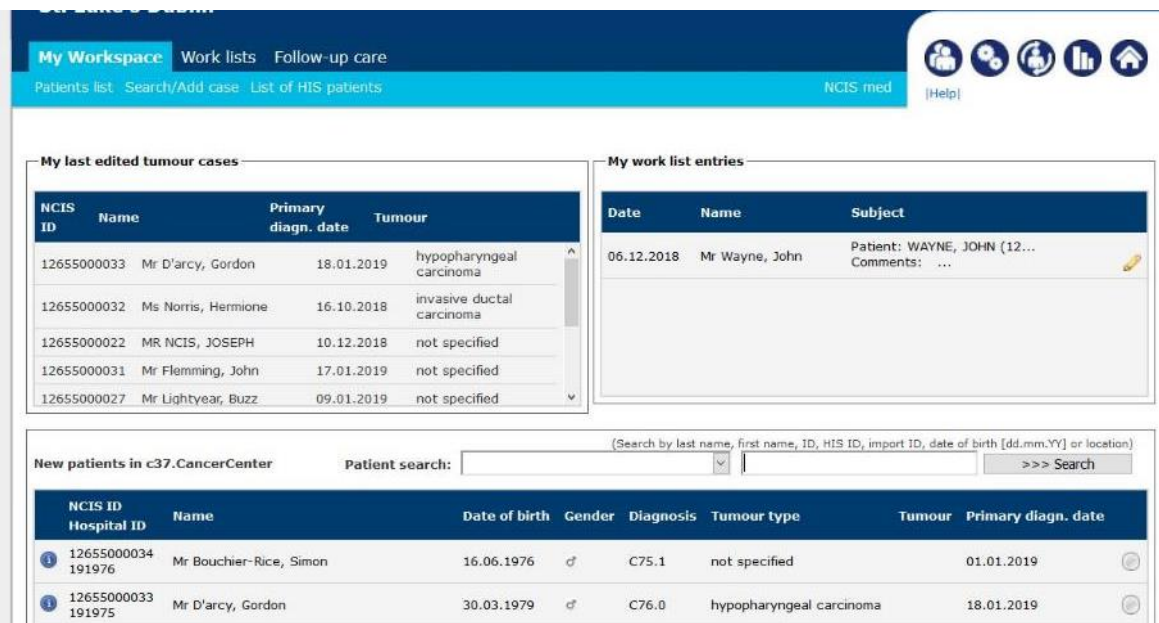 St. Luke's Dublin
My Workspace Work lists Follow-up care
Patients list Search/Add case List of HIS patients NCIS med
|Help|
My last edited tumour cases
NCIS ID Name Primary diagn. date Tumour
12655000033 Mr D'arcy, Gordon 18.01.2019 hypopharyngeal carcinoma
12655000032 Ms Norris, Hermione 16.10.2018 invasive ductal carcinoma
12655000022 MR NCIS, JOSEPH 10.12.2018 not specified
12655000031 Mr Flemming, John 17.01.2019 not specified
12655000027 Mr Lightyear, Buzz 09.01.2019 not specified
My work list entries
Date Name Subject
06.12.2018 Mr Wayne, John Patient: WAYNE, JOHN (12...
Comments: ...
(Search by last name, first name, ID, HIS ID, import ID, date of birth [dd.mm.YY] or location)
New patients in c37.CancerCenter Patient search: >>> Search
NCIS ID Hospital ID Name Date of birth Gender Diagnosis Tumour type Tumour Primary diagn. date
12655000034 191976 Mr Bouchier-Rice, Simon 16.06.1976 ♂ C75.1 not specified 01.01.2019
12655000033 191975 Mr D'arcy, Gordon 30.03.1979 ♂ C76.0 hypopharyngeal carcinoma 18.01.2019